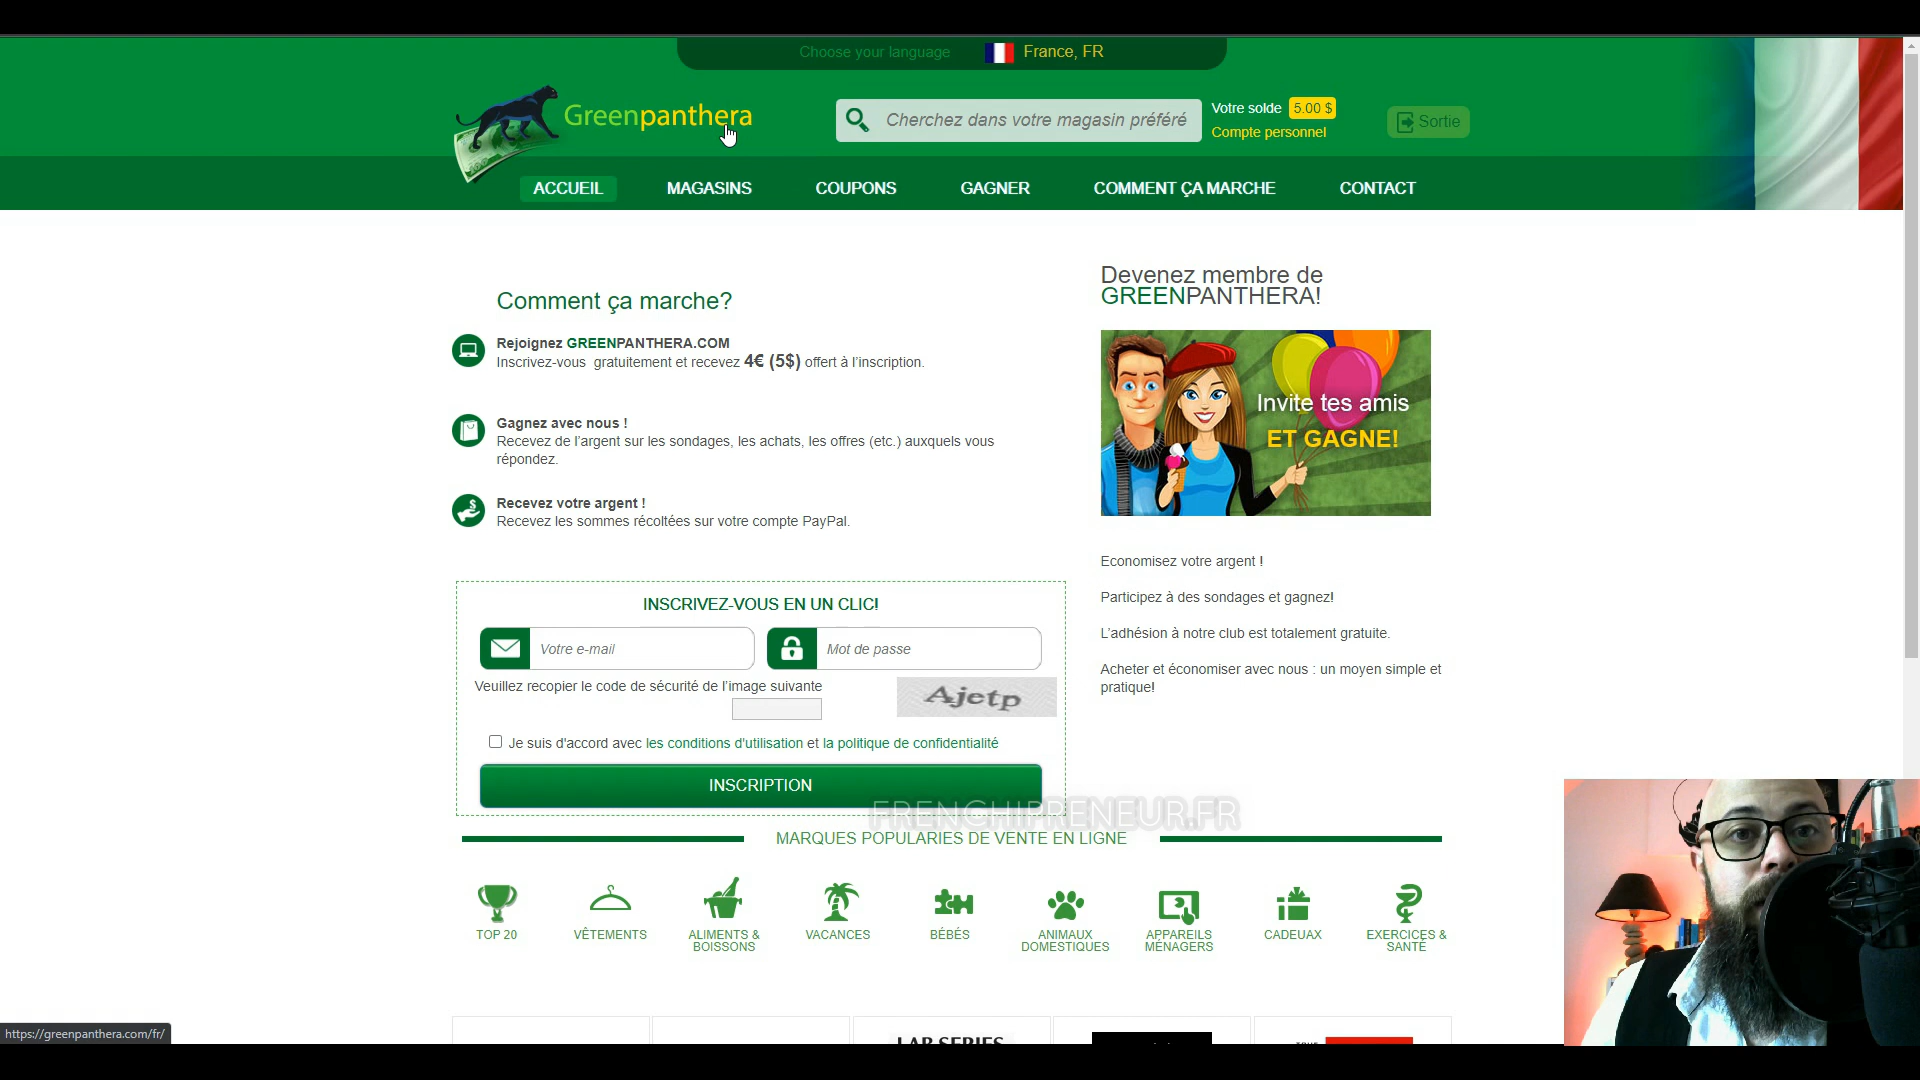 Choose your language France, FR
Greenpanthera
Cherchez dans votre magasin préféré
Votre solde 5.00 $
Compte personnel
Sortie
ACCUEIL MAGASINS COUPONS GAGNER COMMENT ÇA MARCHE CONTACT
Comment ça marche?
Rejoignez GREENPANTHERA.COM
Inscrivez-vous gratuitement et recevez 4€ (5$) offert à l'inscription.
Gagnez avec nous !
Recevez de l'argent sur les sondages, les achats, les offres (etc.) auxquels vous
répondez.
Recevez votre argent !
Recevez les sommes récoltées sur votre compte PayPal.
Devenez membre de
GREENPANTHERA!
Invite tes amis
ET GAGNE!
Economisez votre argent !
Participez à des sondages et gagnez!
L'adhésion à notre club est totalement gratuite.
Acheter et économiser avec nous : un moyen simple et
pratique!
INSCRIVEZ-VOUS EN UN CLIC!
Votre e-mail Mot de passe
Veuillez recopier le code de sécurité de l'image suivante
Ajetp
Je suis d'accord avec les conditions d'utilisation et la politique de confidentialité
INSCRIPTION
FRENCHIPRENEUR.FR
MARQUES POPULARIES DE VENTE EN LIGNE
TOP 20
VÊTEMENTS
ALIMENTS &
BOISSONS
VACANCES
BÉBÉS
ANIMAUX
DOMESTIQUES
APPAREILS
MÉNAGERS
CADEUAX
EXERCICES &
SANTÉ
LAB SERIES
https://greenpanthera.com/fr/